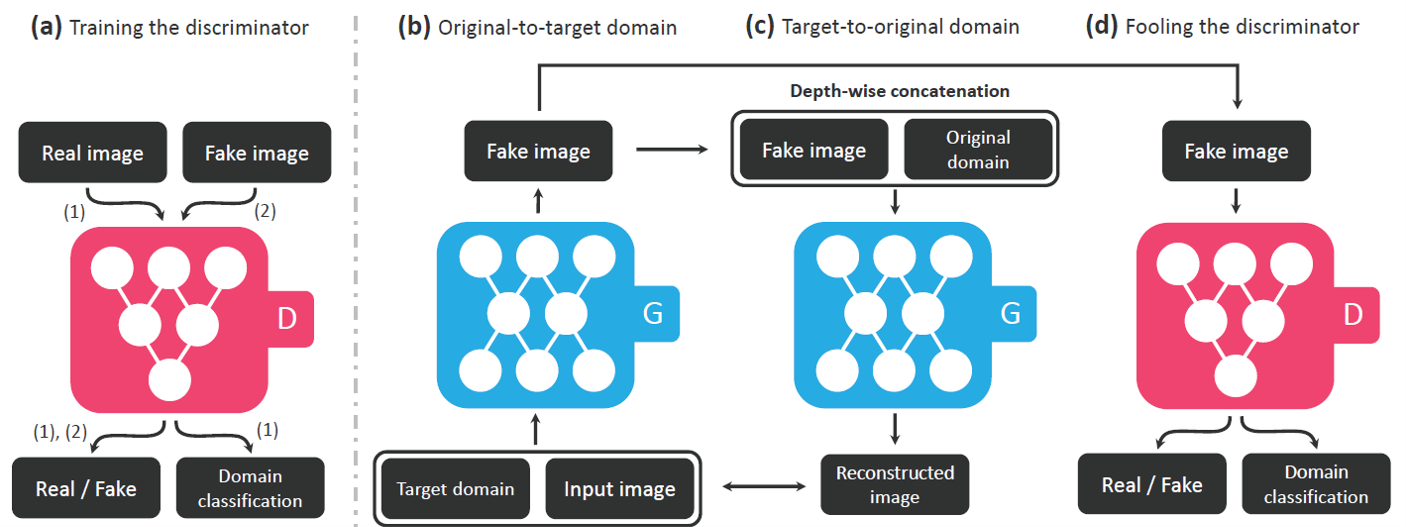 (a) Training the discriminator
Real image
Fake image
(1)
(2)
D
(1), (2)
(1)
Real / Fake
Domain
classification
(b) Original-to-target domain
Fake image
G
Target domain
Input image
(c) Target-to-original domain
Depth-wise concatenation
Fake image
Original
domain
G
Reconstructed
image
(d) Fooling the discriminator
Fake image
D
Real / Fake
Domain
classification